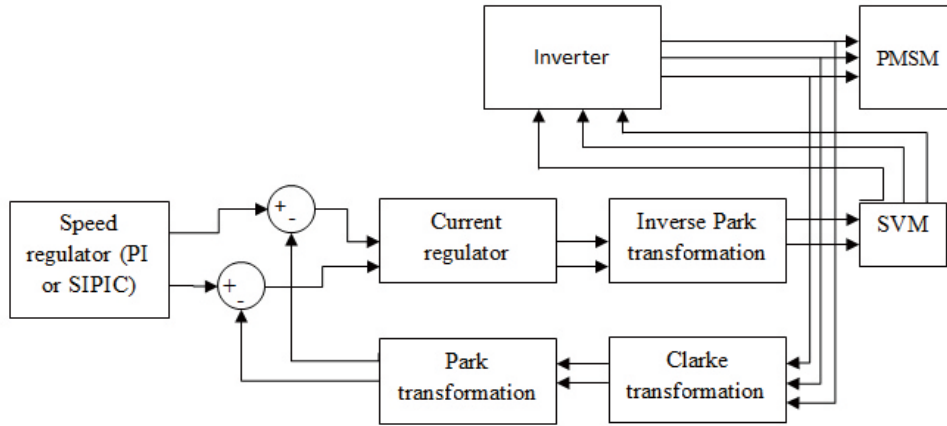 Inverter
PMSM
Speed
regulator (PI
or SIPIC)
+
-
+
-
Current
regulator
Inverse Park
transformation
SVM
Park
transformation
Clarke
transformation